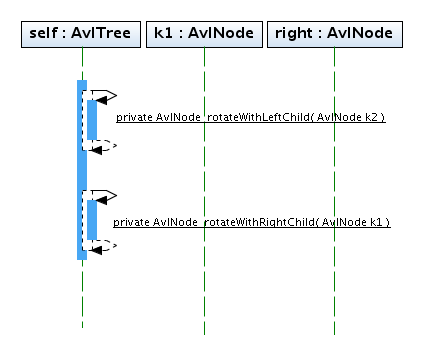 self : AvlTree k1 : AvlNode right : AvlNode
private AvlNode rotateWithLeftChild( AvlNode k2 )
private AvlNode rotateWithRightChild( AvlNode k1 )